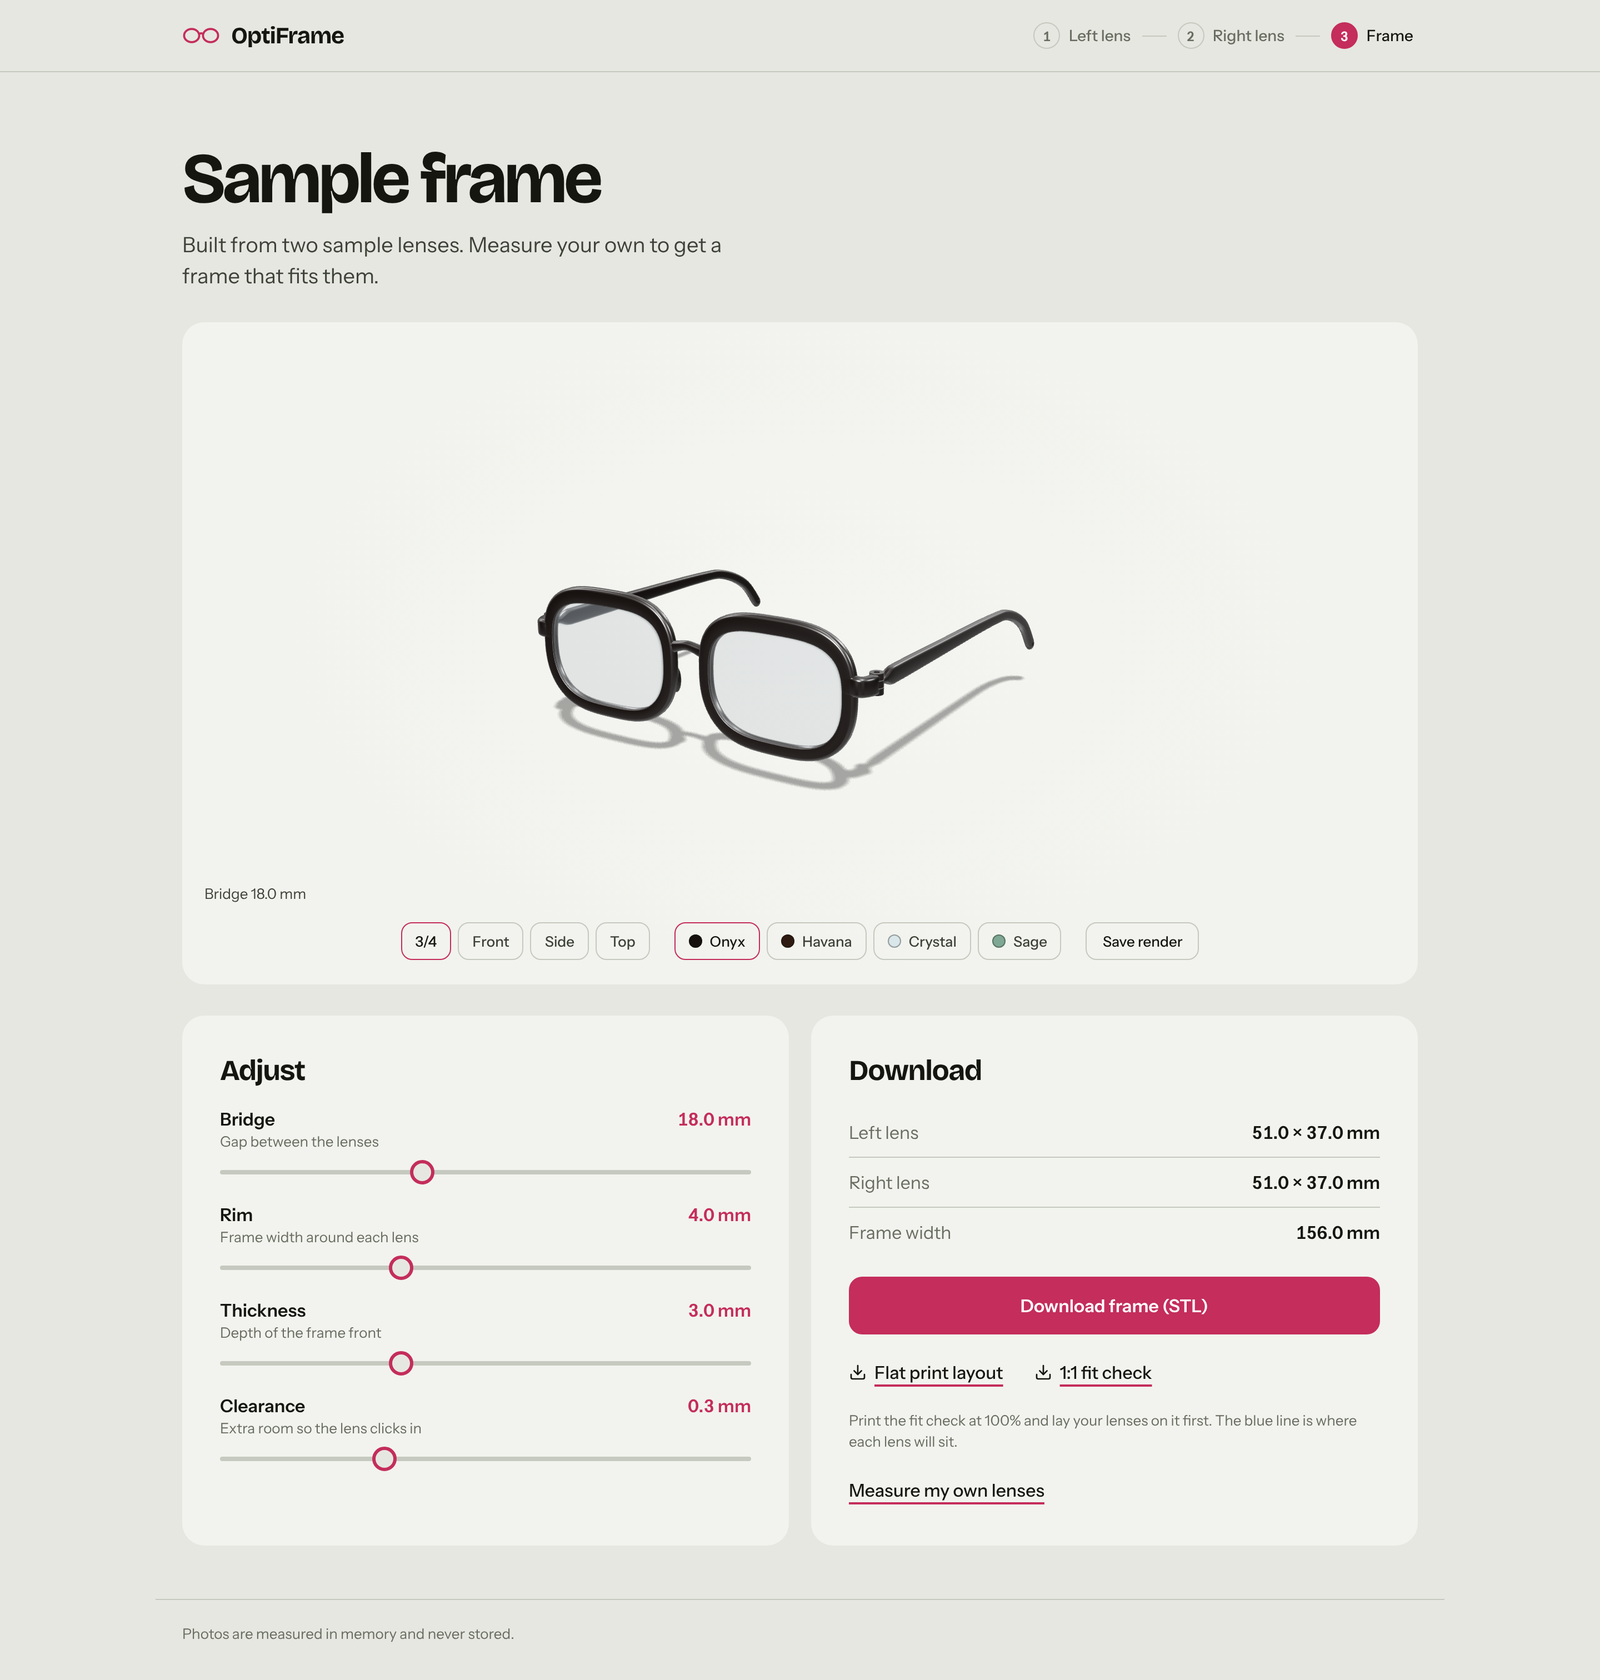 OptiFrame
1 Left lens
2 Right lens
3 Frame
Sample frame
Built from two sample lenses. Measure your own to get a
frame that fits them.
Bridge 18.0 mm
3/4
Front
Side
Top
Onyx
Havana
Crystal
Sage
Save render
Adjust
Bridge 18.0 mm
Gap between the lenses
Rim 4.0 mm
Frame width around each lens
Thickness 3.0 mm
Depth of the frame front
Clearance 0.3 mm
Extra room so the lens clicks in
Download
Left lens 51.0 × 37.0 mm
Right lens 51.0 × 37.0 mm
Frame width 156.0 mm
Download frame (STL)
Flat print layout
1:1 fit check
Print the fit check at 100% and lay your lenses on it first. The blue line is where
each lens will sit.
Measure my own lenses
Photos are measured in memory and never stored.